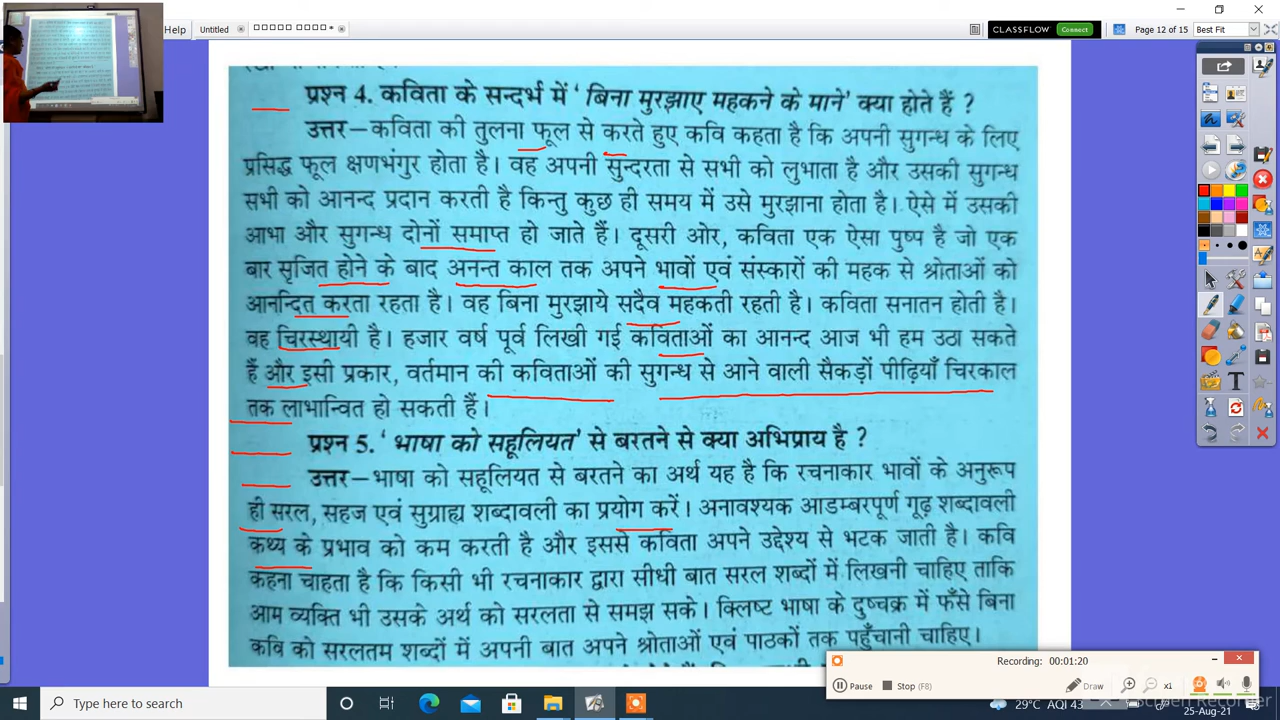 Help Untitled ClassFlow Connect Page 12 of 15 Best Fit
प्रश्न 4. कविता के सन्दर्भ में ' बिना मुरझाए महकने के माने' क्या होते हैं ?
उत्तर–कविता की तुलना फूल से करते हुए कवि कहता है कि अपनी सुगन्ध के लिए
प्रसिद्ध फूल क्षणभंगुर होता है। वह अपनी सुन्दरता से सभी को लुभाता है और उसकी सुगन्ध
सभी को आनन्द प्रदान करती है किन्तु कुछ ही समय में उसे मुरझाना होता है। ऐसे में उसकी
आभा और सुगन्ध दोनों समाप्त हो जाते हैं। दूसरी ओर, कविता एक ऐसा पुष्प है जो एक
बार सृजित होने के बाद अनन्त काल तक अपने भावों एवं संस्कारों की महक से श्रोताओं को
आनन्दित करता रहता है। वह बिना मुरझाये सदैव महकती रहती है। कविता सनातन होती है।
वह चिरस्थायी है। हजार वर्ष पूर्व लिखी गई कविताओं का आनन्द आज भी हम उठा सकते
हैं और इसी प्रकार, वर्तमान की कविताओं की सुगन्ध से आने वाली सैकड़ों पीढ़ियाँ चिरकाल
तक लाभान्वित हो सकती हैं।
प्रश्न 5. ' भाषा को सहूलियत' से बरतने से क्या अभिप्राय है ?
उत्तर–भाषा को सहूलियत से बरतने का अर्थ यह है कि रचनाकार भावों के अनुरूप
ही सरल, सहज एवं सुग्राह्य शब्दावली का प्रयोग करें। अनावश्यक आडम्बरपूर्ण गूढ़ शब्दावली
कथ्य के प्रभाव को कम करती है और इससे कविता अपने उद्देश्य से भटक जाती है। कवि
कहना चाहता है कि किसी भी रचनाकार द्वारा सीधी बात सरल शब्दों में लिखनी चाहिए ताकि
आम व्यक्ति भी उसके अर्थ को सरलता से समझ सके। क्लिष्ट भाषा के दुष्चक्र में फँसे बिना
कवि को सरलतम शब्दों में अपनी बात अपने श्रोताओं एवं पाठकों तक पहुँचानी चाहिए।
Recording: 00:01:20
Pause Stop (F8) Draw x1
Type here to search
29°C AQI 43
25-Aug-21